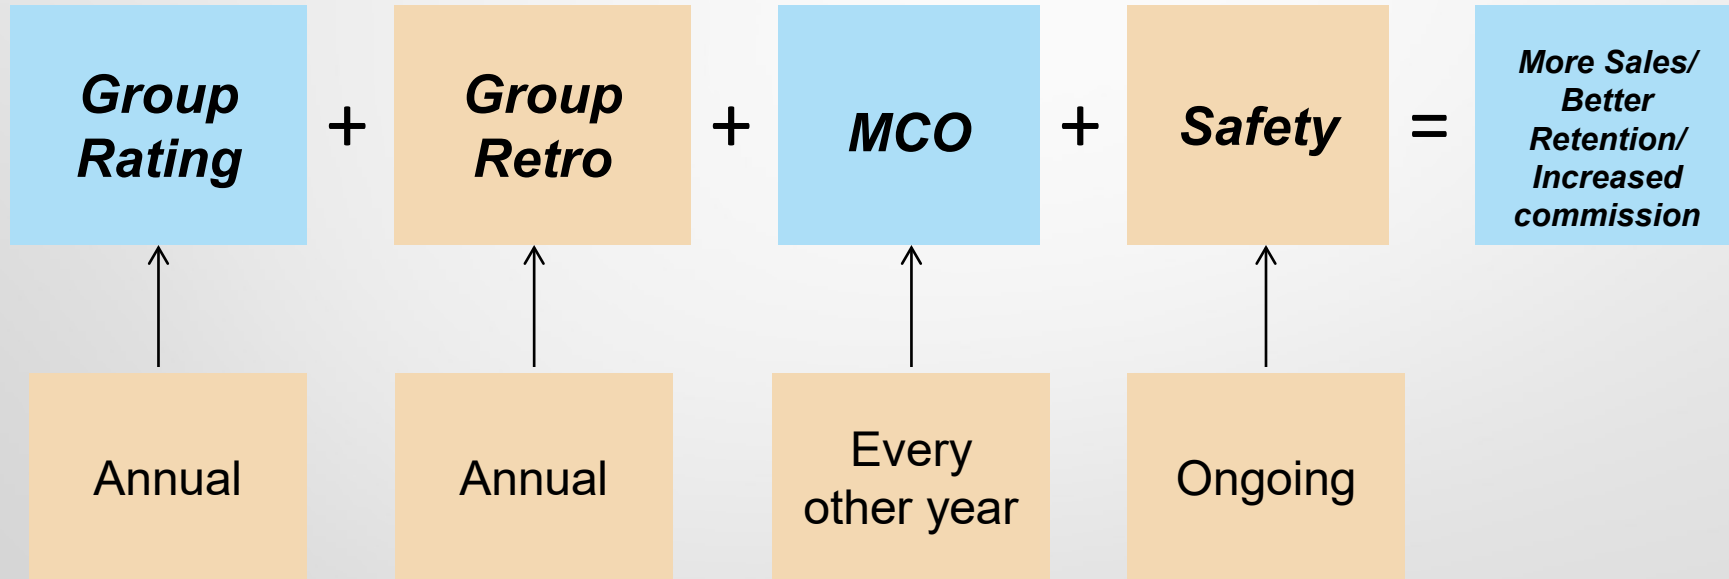 Group
Rating
+
Group
Retro
+
MCO
+
Safety
=
More Sales/
Better
Retention/
Increased
commission
Annual
Annual
Every
other year
Ongoing